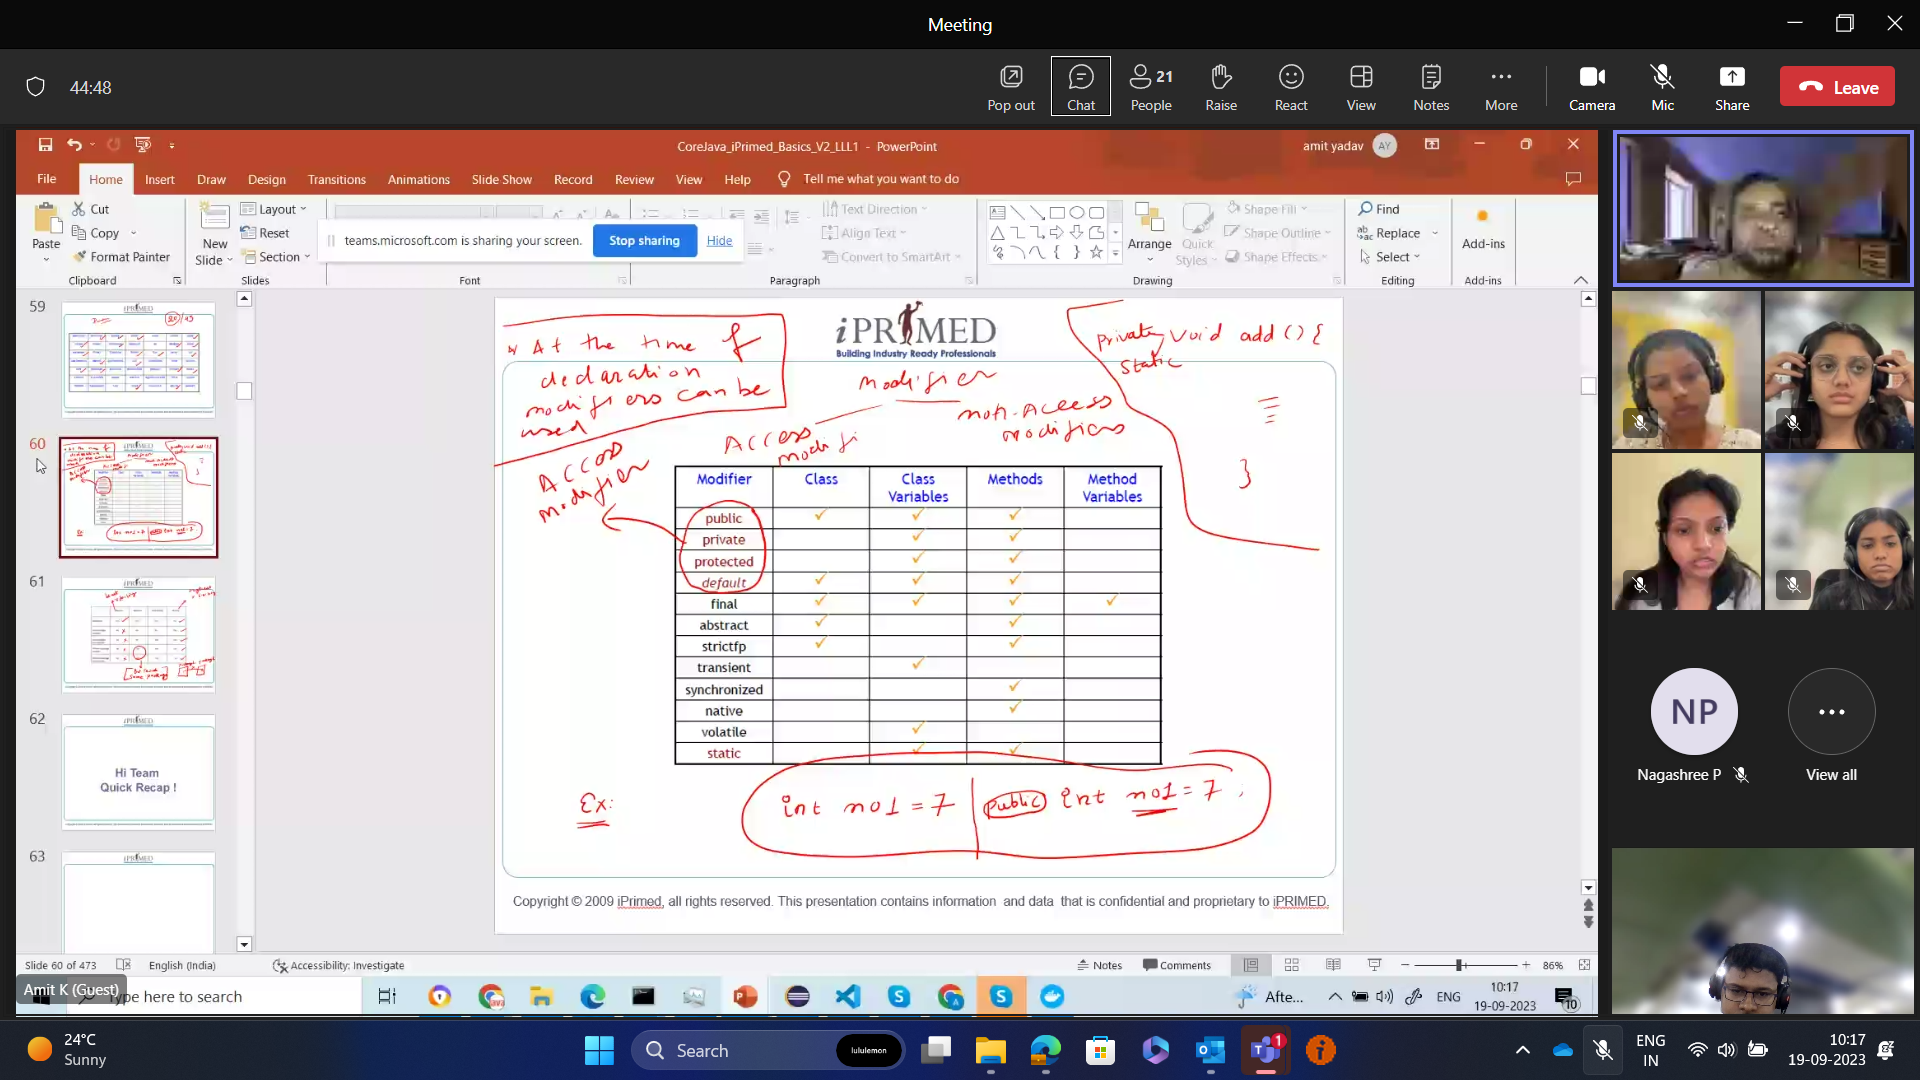 Meeting
44:48
Pop out
Chat
21
People
Raise
React
View
Notes
More
Camera
Mic
Share
Leave
CoreJava_iPrimed_Basics_V2_LLL1 - PowerPoint
amit yadav
AY
File
Home
Insert
Draw
Design
Transitions
Animations
Slide Show
Record
Review
View
Help
Tell me what you want to do
Paste
Cut
Copy
Format Painter
Clipboard
New Slide
Layout
Reset
Section
Slides
teams.microsoft.com is sharing your screen.
Stop sharing
Hide
Font
Text Direction
Align Text
Convert to SmartArt
Paragraph
Arrange
Quick Styles
Shape Fill
Shape Outline
Shape Effects
Drawing
Find
Replace
Select
Editing
Add-ins
Add-ins
59
60
61
62
Hi Team
Quick Recap !
63
At the time of
declaration
modifiers can be
used
iPRIMED
Building Industry Ready Professionals
Modifier
Access
modifi
non-Access
modifiers
Access
modifier
private void add () {
static
}
Modifier Class Class Variables Methods Method Variables
public ✓ ✓ ✓
private ✓ ✓
protected ✓ ✓
default ✓ ✓ ✓
final ✓ ✓ ✓ ✓
abstract ✓ ✓
strictfp ✓ ✓
transient ✓
synchronized ✓
native ✓
volatile ✓
static ✓ ✓
Ex:
int no1 = 7 | public int no1 = 7;
Copyright © 2009 iPrimed, all rights reserved. This presentation contains information and data that is confidential and proprietary to iPRIMED.
Slide 60 of 473
English (India)
Accessibility: Investigate
Notes
Comments
86%
Amit K (Guest)
Type here to search
Afte...
ENG
10:17
19-09-2023
10
NP
Nagashree P
View all
24°C
Sunny
Search
lululemon
1
ENG
IN
10:17
19-09-2023